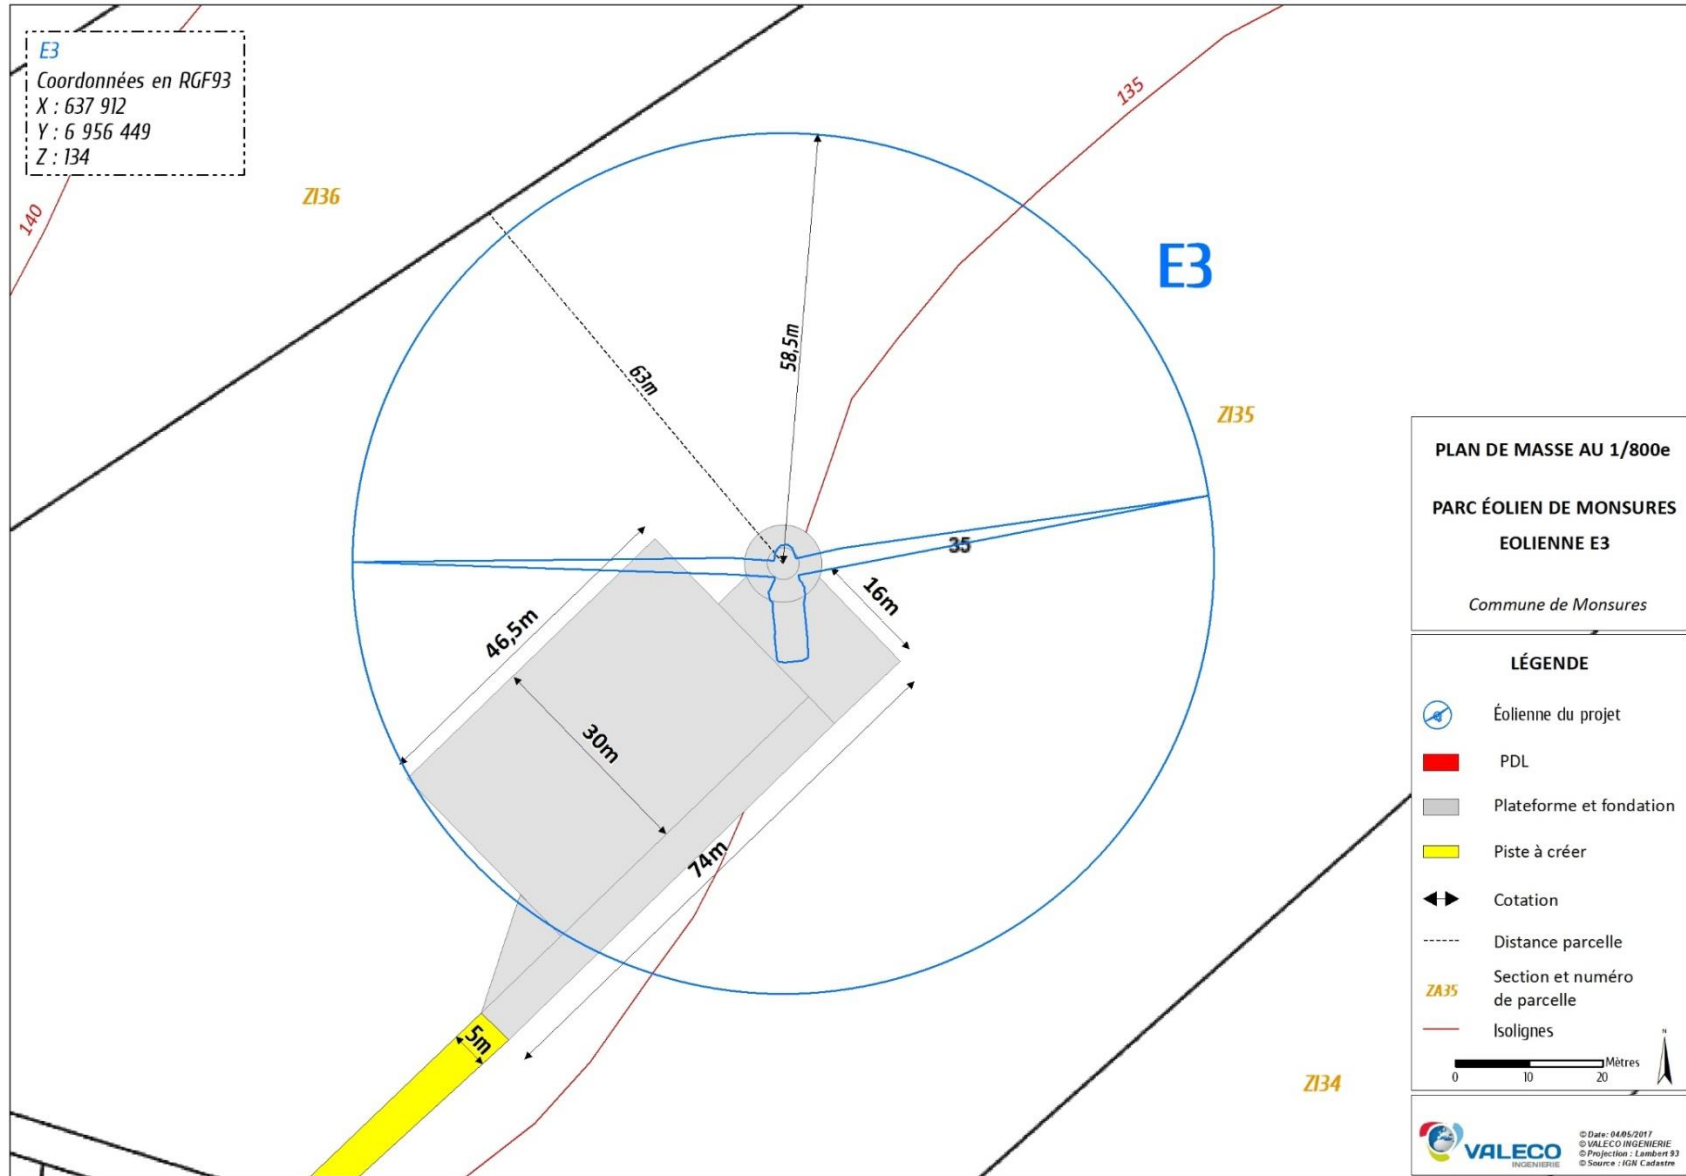 E3
Coordonnées en RGF93
X : 637 912
Y : 6 956 449
Z : 134
140
ZI36
135
E3
58,5m
63m
ZI35
35
16m
46,5m
30m
74m
5m
ZI34
PLAN DE MASSE AU 1/800e
PARC ÉOLIEN DE MONSURES
EOLIENNE E3
Commune de Monsures
LÉGENDE
Éolienne du projet
PDL
Plateforme et fondation
Piste à créer
Cotation
Distance parcelle
ZA35
Section et numéro
de parcelle
Isolignes
N
Mètres
0 10 20
VALECO
INGENIERIE
© Date: 04/05/2017
© VALECO INGENIERIE
© Projection : Lambert 93
© Source : IGN Cadastre